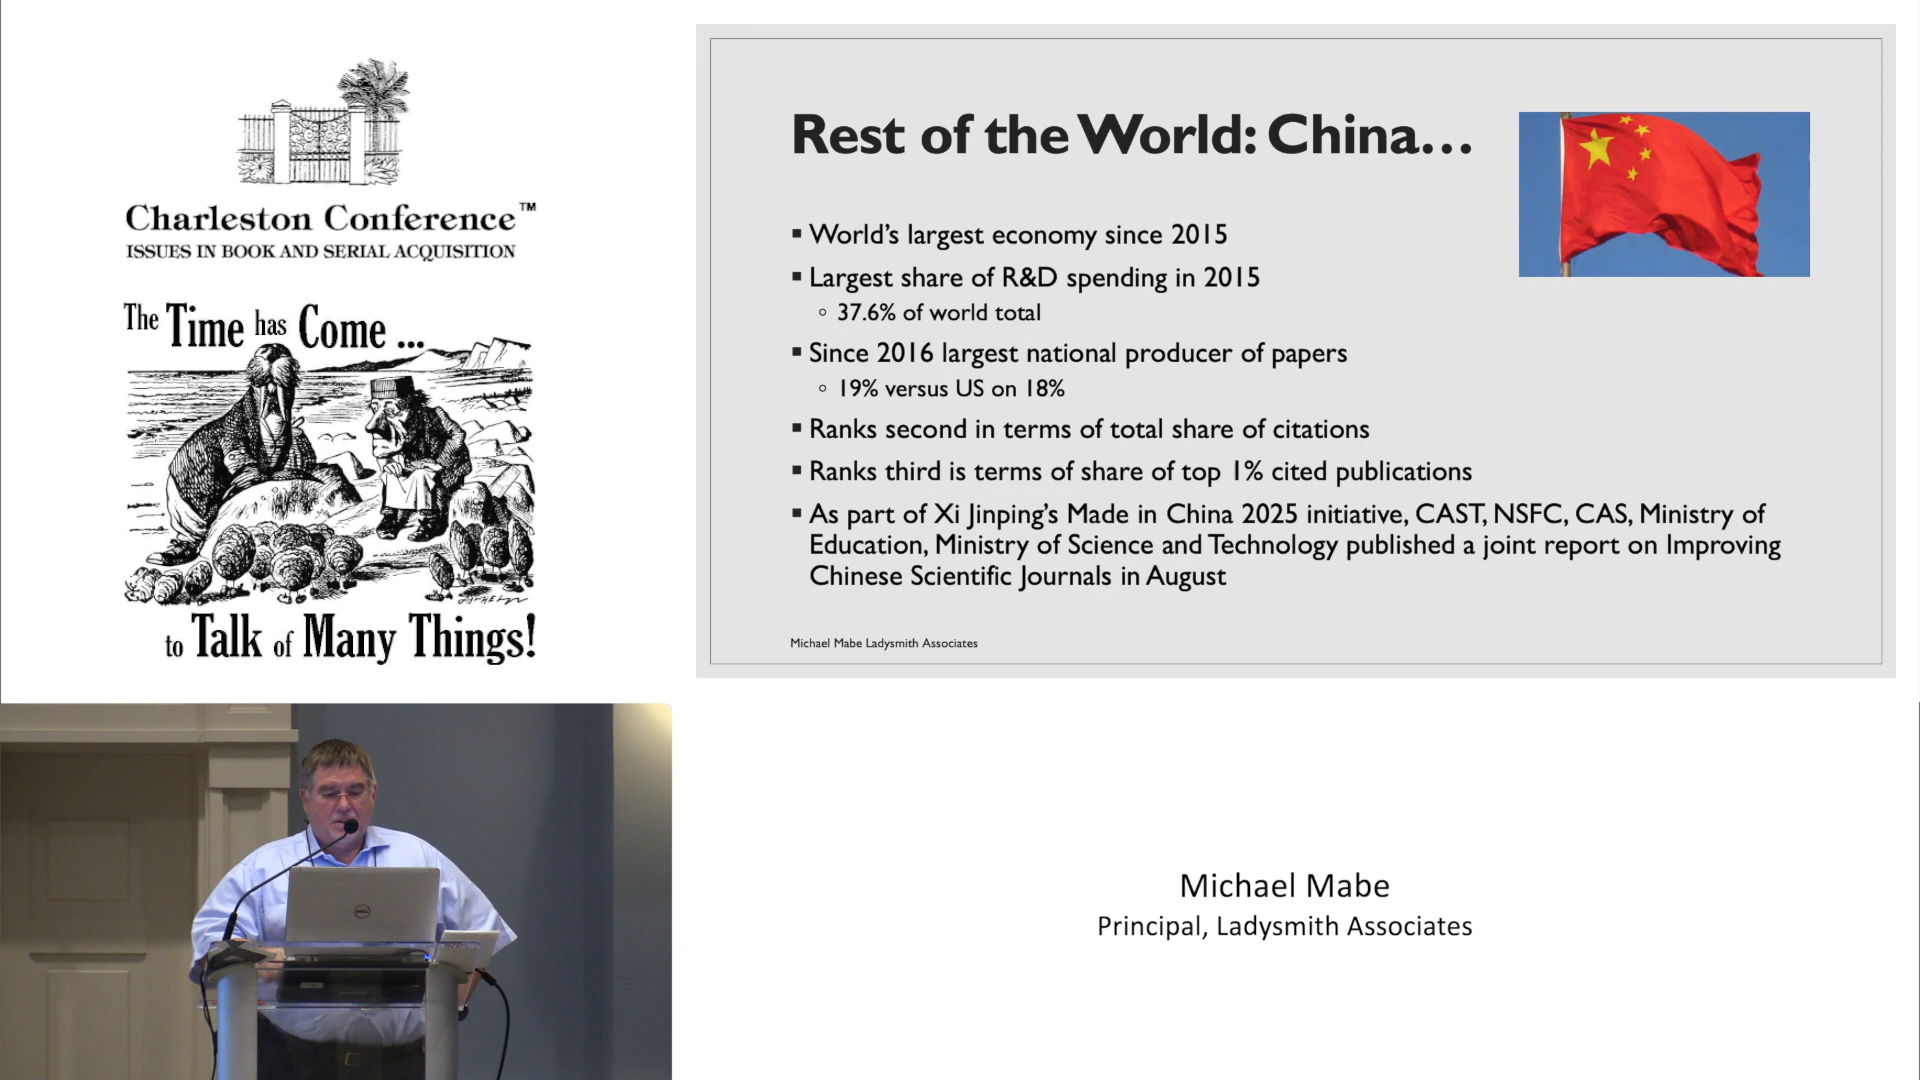 Charleston Conference™
ISSUES IN BOOK AND SERIAL ACQUISITION
The Time has Come ...
to Talk of Many Things!
Rest of the World: China…
▪ World’s largest economy since 2015
▪ Largest share of R&D spending in 2015
◦ 37.6% of world total
▪ Since 2016 largest national producer of papers
◦ 19% versus US on 18%
▪ Ranks second in terms of total share of citations
▪ Ranks third is terms of share of top 1% cited publications
▪ As part of Xi Jinping’s Made in China 2025 initiative, CAST, NSFC, CAS, Ministry of
Education, Ministry of Science and Technology published a joint report on Improving
Chinese Scientific Journals in August
Michael Mabe Ladysmith Associates
DELL
Michael Mabe
Principal, Ladysmith Associates